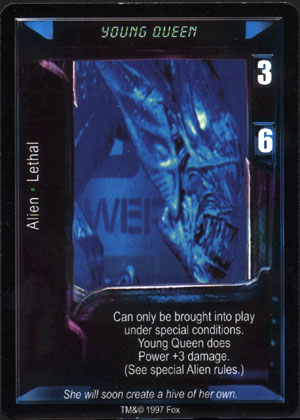 YOUNG QUEEN
3
6
Alien • Lethal
WER
Can only be brought into play
under special conditions.
Young Queen does
Power +3 damage.
(See special Alien rules.)
She will soon create a hive of her own.
TM&© 1997 Fox